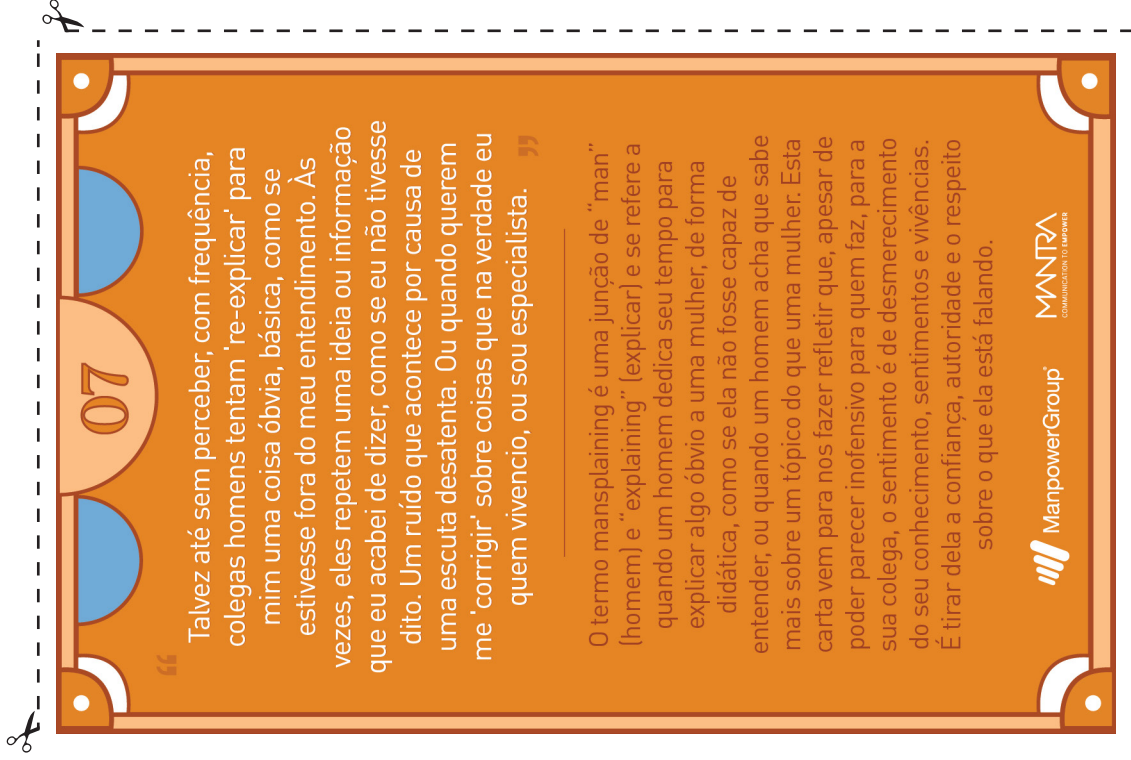 07
“
Talvez até sem perceber, com frequência,
colegas homens tentam 're-explicar' para
mim uma coisa óbvia, básica, como se
estivesse fora do meu entendimento. Às
vezes, eles repetem uma ideia ou informação
que eu acabei de dizer, como se eu não tivesse
dito. Um ruído que acontece por causa de
uma escuta desatenta. Ou quando querem
me 'corrigir' sobre coisas que na verdade eu
quem vivencio, ou sou especialista.
”
O termo mansplaining é uma junção de “man”
(homem) e “explaining” (explicar) e se refere a
quando um homem dedica seu tempo para
explicar algo óbvio a uma mulher, de forma
didática, como se ela não fosse capaz de
entender, ou quando um homem acha que sabe
mais sobre um tópico do que uma mulher. Esta
carta vem para nos fazer refletir que, apesar de
poder parecer inofensivo para quem faz, para a
sua colega, o sentimento é de desmerecimento
do seu conhecimento, sentimentos e vivências.
É tirar dela a confiança, autoridade e o respeito
sobre o que ela está falando.
ManpowerGroup®
MANTRA
COMMUNICATION TO EMPOWER